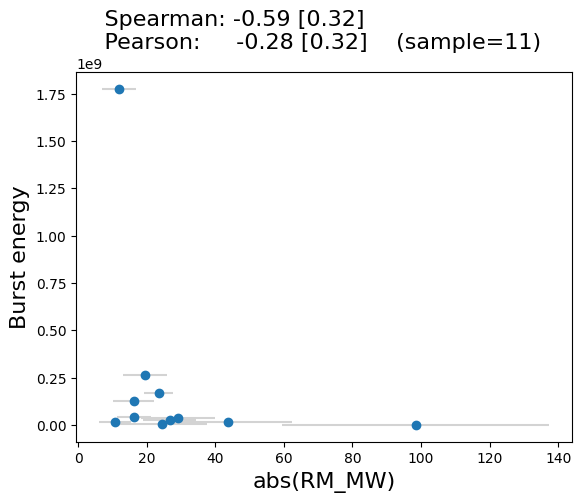 Spearman: -0.59 [0.32]
Pearson: -0.28 [0.32] (sample=11)
1e9
1.75
1.50
1.25
1.00
0.75
0.50
0.25
0.00
Burst energy
0 20 40 60 80 100 120 140
abs(RM_MW)